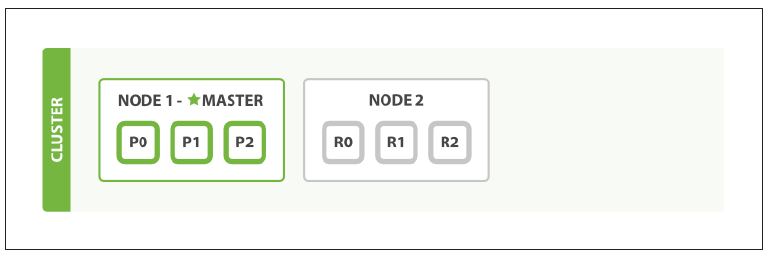 CLUSTER
NODE 1 - ★MASTER
P0 P1 P2
NODE 2
R0 R1 R2